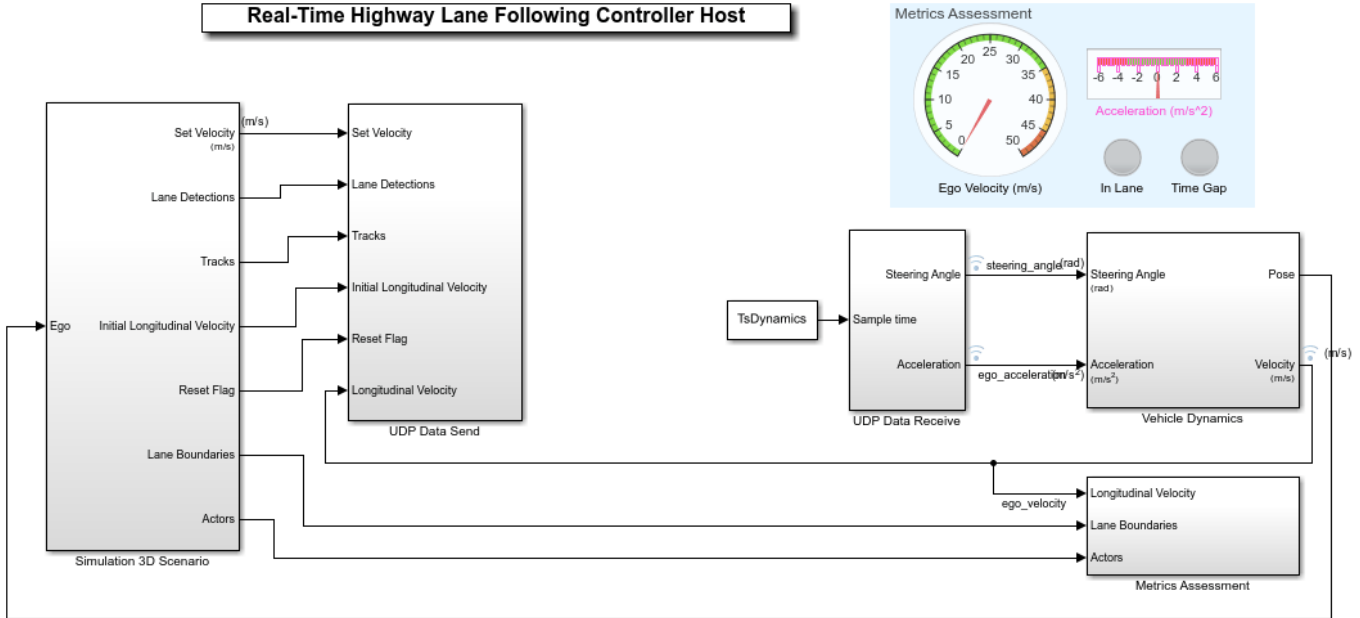 Real-Time Highway Lane Following Controller Host
Metrics Assessment
0 5 10 15 20 25 30 35 40 45 50
Ego Velocity (m/s)
-6 -4 -2 0 2 4 6
Acceleration (m/s^2)
In Lane
Time Gap
Ego
Set Velocity
(m/s)
Lane Detections
Tracks
Initial Longitudinal Velocity
Reset Flag
Lane Boundaries
Actors
Simulation 3D Scenario
(m/s)
Set Velocity
Lane Detections
Tracks
Initial Longitudinal Velocity
Reset Flag
Longitudinal Velocity
UDP Data Send
TsDynamics
Sample time
Steering Angle
Acceleration
UDP Data Receive
steering_angle
(rad)
ego_acceleration
(m/s²)
Steering Angle
(rad)
Acceleration
(m/s²)
Pose
Velocity
(m/s)
Vehicle Dynamics
(m/s)
ego_velocity
Longitudinal Velocity
Lane Boundaries
Actors
Metrics Assessment